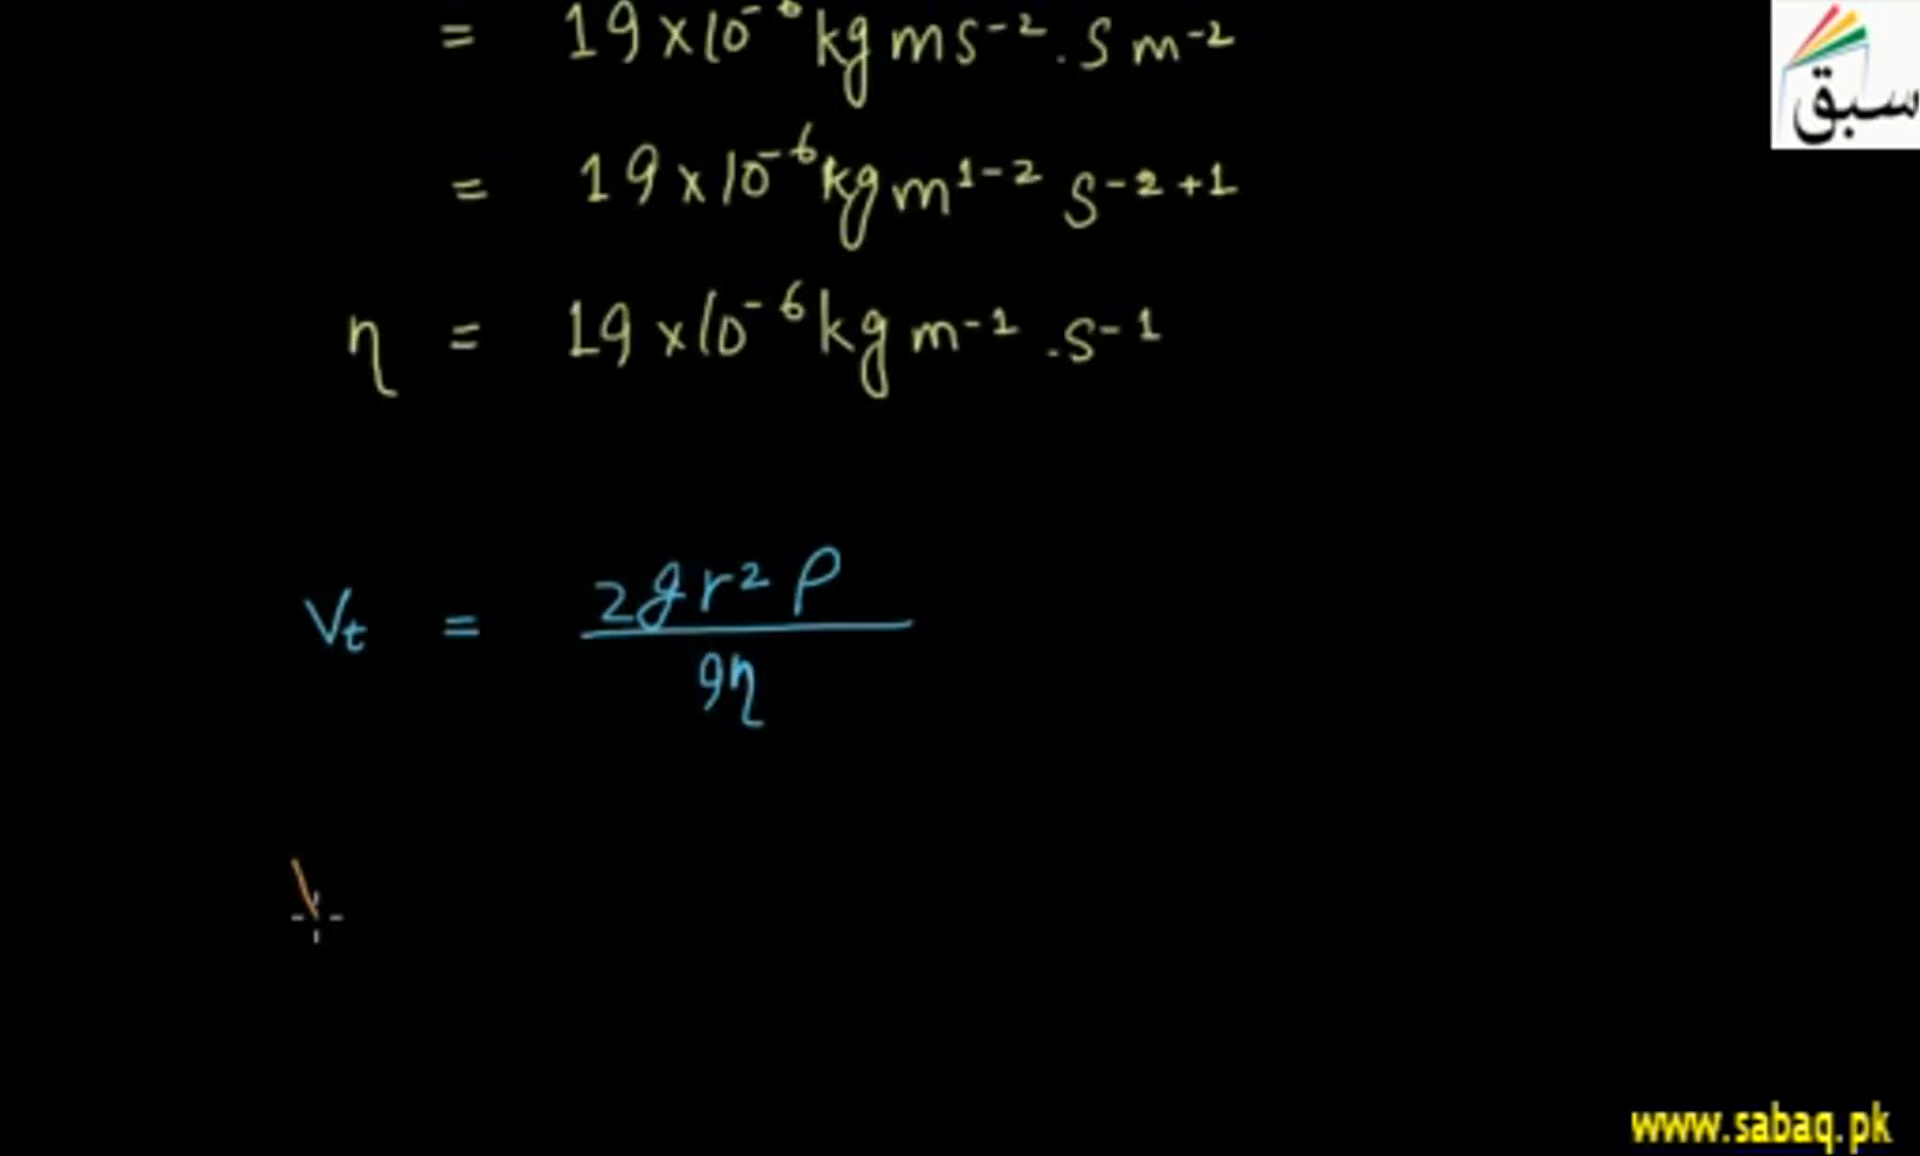 = 19 × 10⁻⁶ kg m s⁻² . s m⁻²
سبق
= 19 × 10⁻⁶ kg m¹⁻² s⁻²⁺¹
η = 19 × 10⁻⁶ kg m⁻¹ . s⁻¹
Vt = 2gr²ρ / 9η
www.sabaq.pk